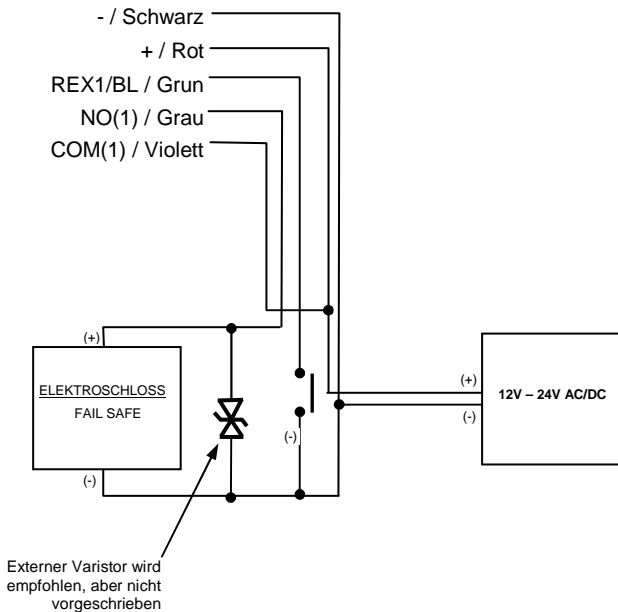 - / Schwarz
+ / Rot
REX1/BL / Grun
NO(1) / Grau
COM(1) / Violett
(+)
ELEKTROSCHLOSS
FAIL SAFE
(-)
(-)
(+)
(-)
12V – 24V AC/DC
Externer Varistor wird
empfohlen, aber nicht
vorgeschrieben